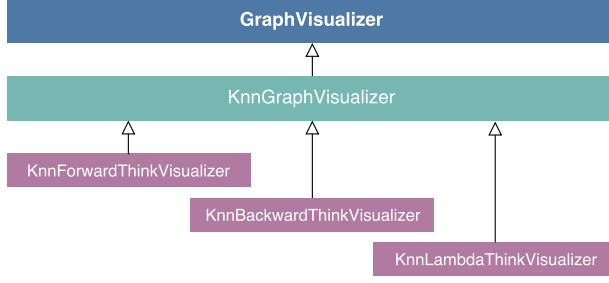 GraphVisualizer
KnnGraphVisualizer
KnnForwardThinkVisualizer
KnnBackwardThinkVisualizer
KnnLambdaThinkVisualizer